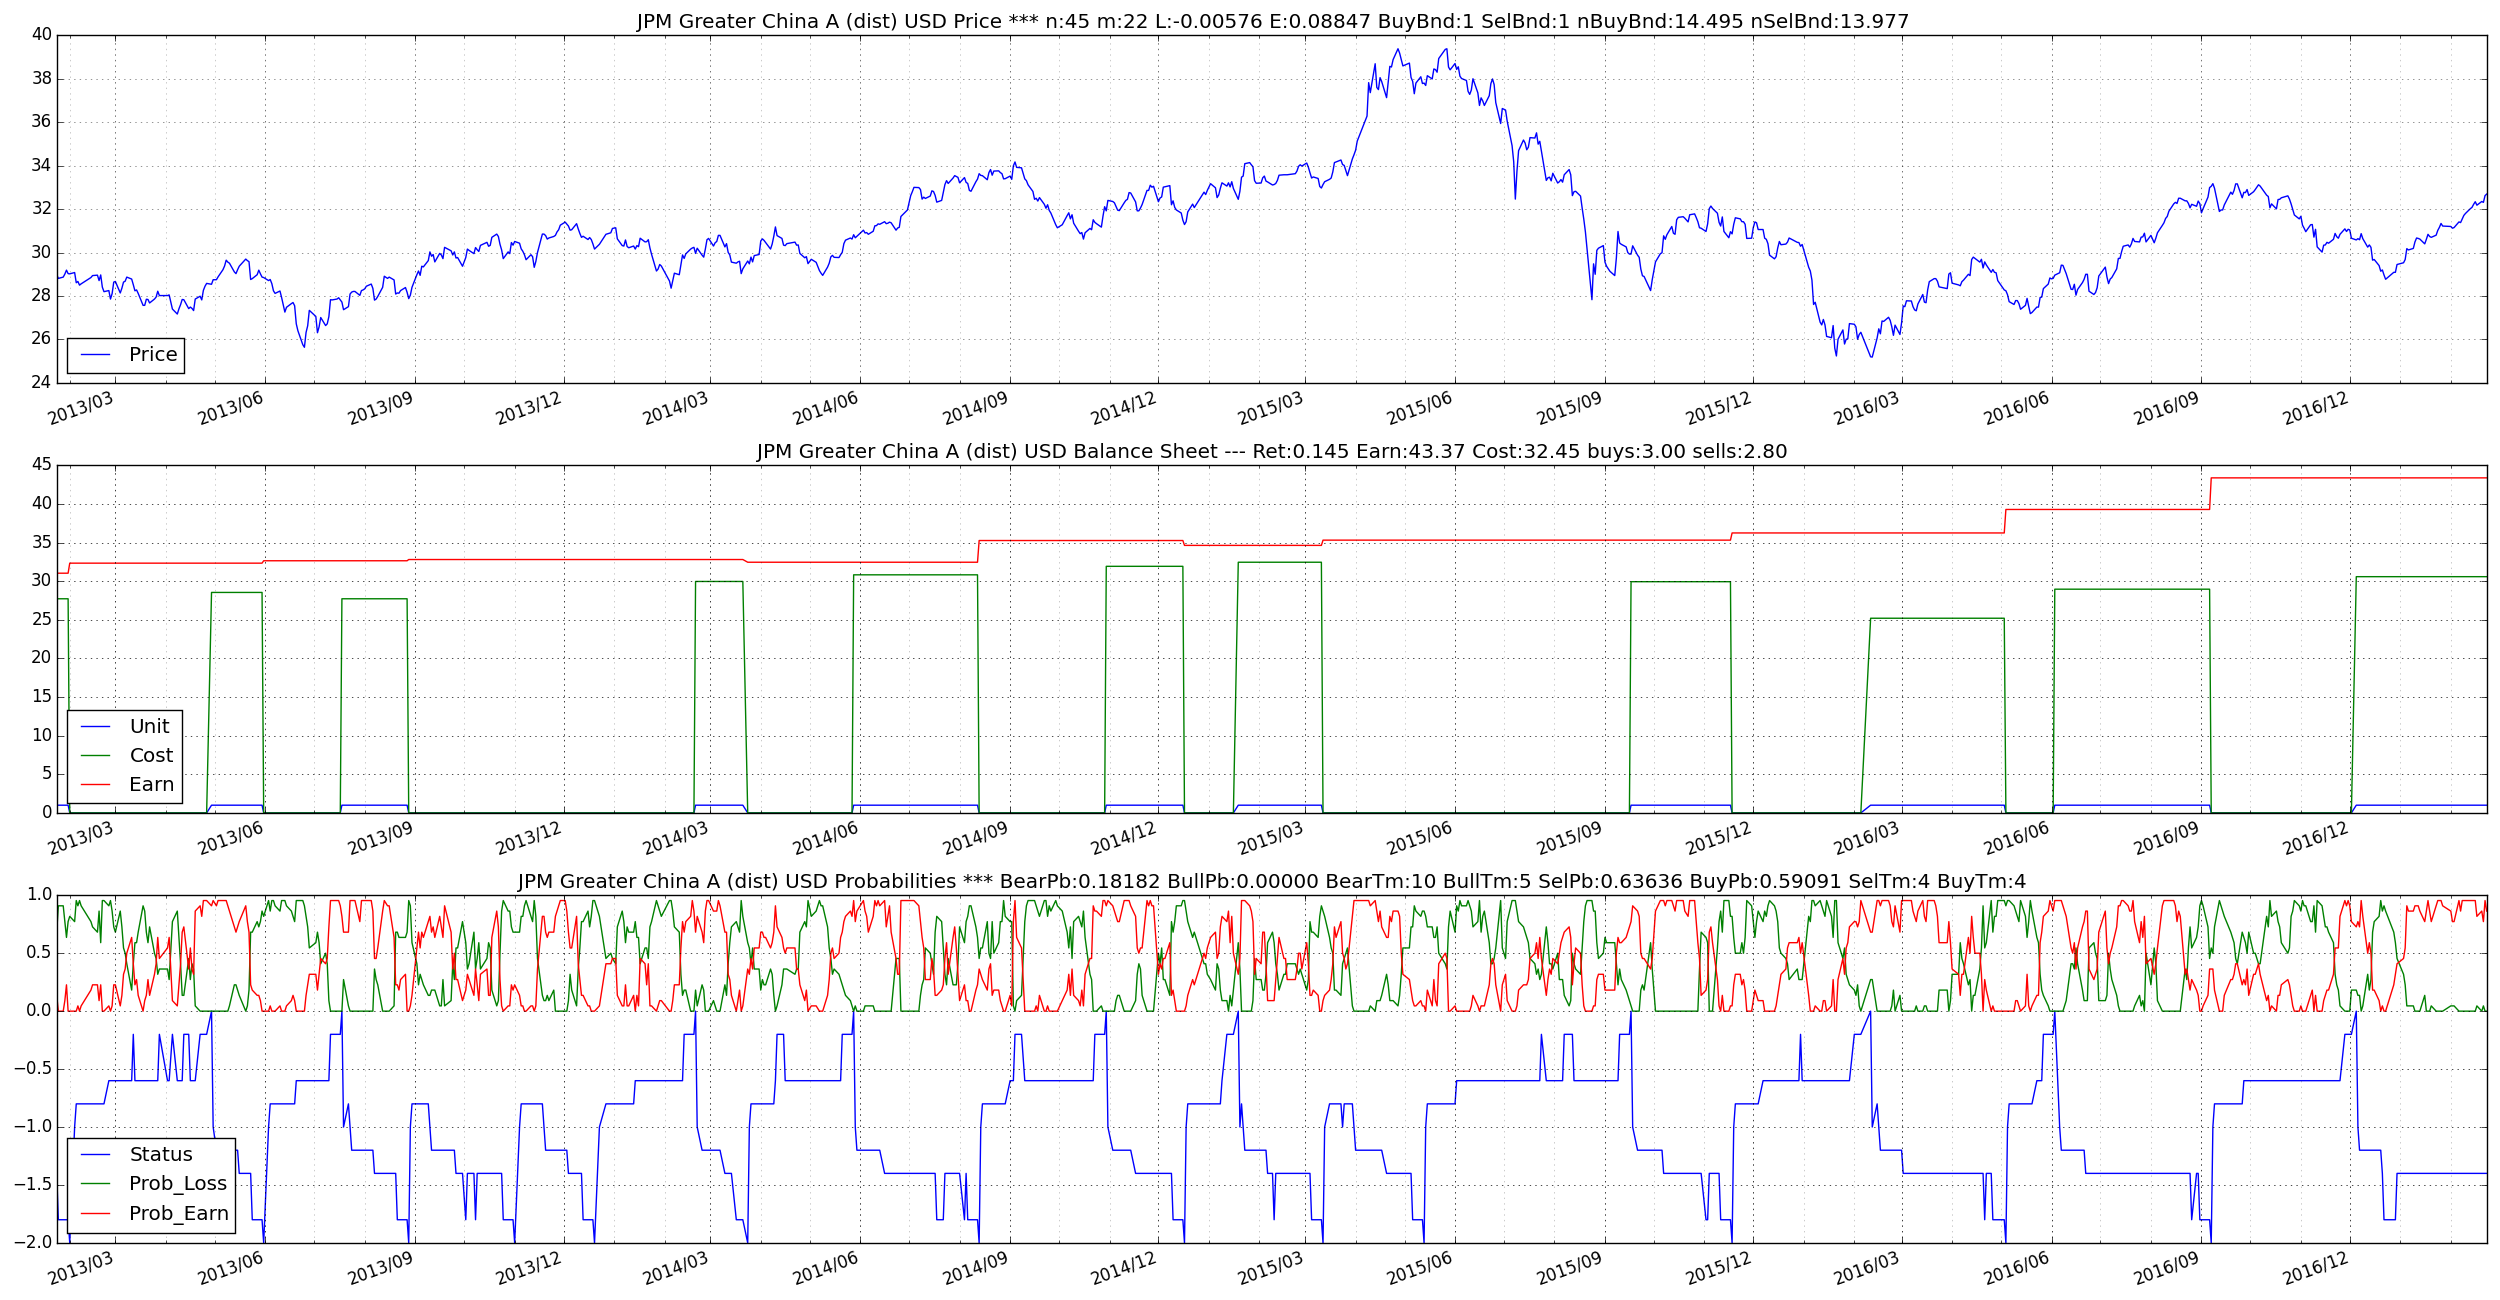 JPM Greater China A (dist) USD Price *** n:45 m:22 L:-0.00576 E:0.08847 BuyBnd:1 SelBnd:1 nBuyBnd:14.495 nSelBnd:13.977
40
38
36
34
32
30
28
26
24
Price
2013/03 2013/06 2013/09 2013/12 2014/03 2014/06 2014/09 2014/12 2015/03 2015/06 2015/09 2015/12 2016/03 2016/06 2016/09 2016/12
JPM Greater China A (dist) USD Balance Sheet --- Ret:0.145 Earn:43.37 Cost:32.45 buys:3.00 sells:2.80
45
40
35
30
25
20
15
10
5
0
Unit
Cost
Earn
2013/03 2013/06 2013/09 2013/12 2014/03 2014/06 2014/09 2014/12 2015/03 2015/06 2015/09 2015/12 2016/03 2016/06 2016/09 2016/12
JPM Greater China A (dist) USD Probabilities *** BearPb:0.18182 BullPb:0.00000 BearTm:10 BullTm:5 SelPb:0.63636 BuyPb:0.59091 SelTm:4 BuyTm:4
1.0
0.5
0.0
−0.5
−1.0
−1.5
−2.0
Status
Prob_Loss
Prob_Earn
2013/03 2013/06 2013/09 2013/12 2014/03 2014/06 2014/09 2014/12 2015/03 2015/06 2015/09 2015/12 2016/03 2016/06 2016/09 2016/12